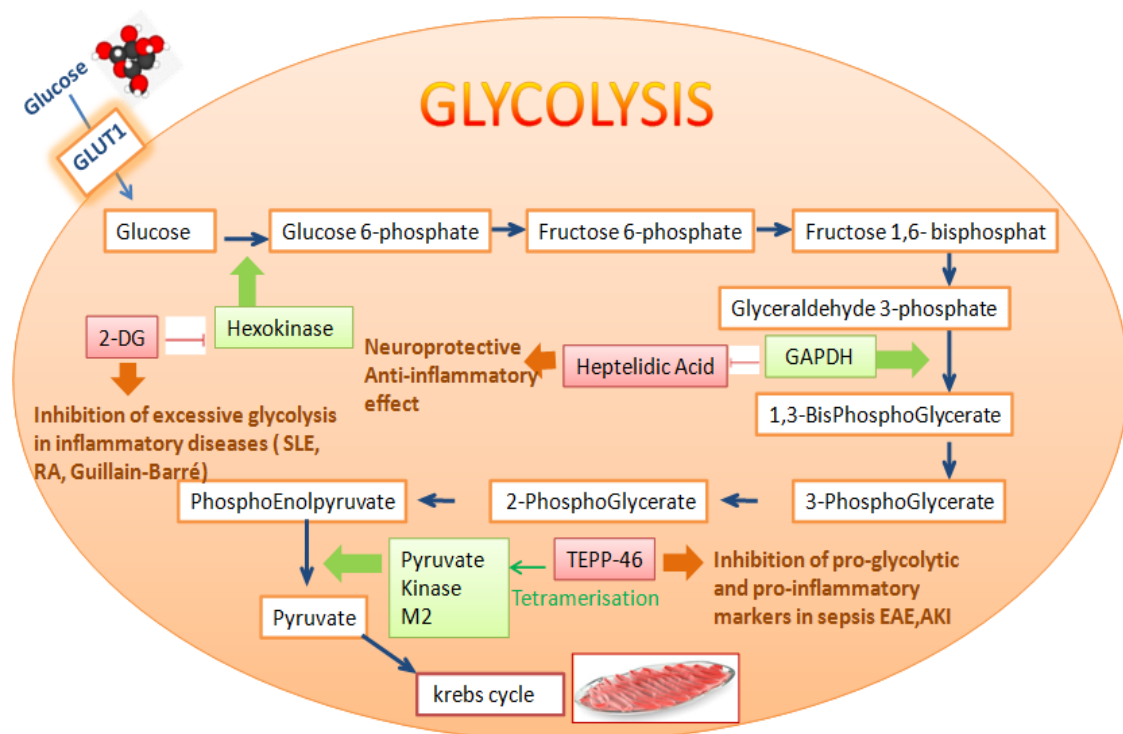 Glucose
GLUT1
GLYCOLYSIS
Glucose
Glucose 6-phosphate
Fructose 6-phosphate
Fructose 1,6- bisphosphat
Glyceraldehyde 3-phosphate
2-DG
Hexokinase
Neuroprotective
Anti-inflammatory
effect
Heptelidic Acid
GAPDH
Inhibition of excessive glycolysis
in inflammatory diseases ( SLE,
RA, Guillain-Barré)
1,3-BisPhosphoGlycerate
PhosphoEnolpyruvate
2-PhosphoGlycerate
3-PhosphoGlycerate
Pyruvate
Kinase
M2
TEPP-46
Tetramerisation
Inhibition of pro-glycolytic
and pro-inflammatory
markers in sepsis EAE,AKI
Pyruvate
krebs cycle